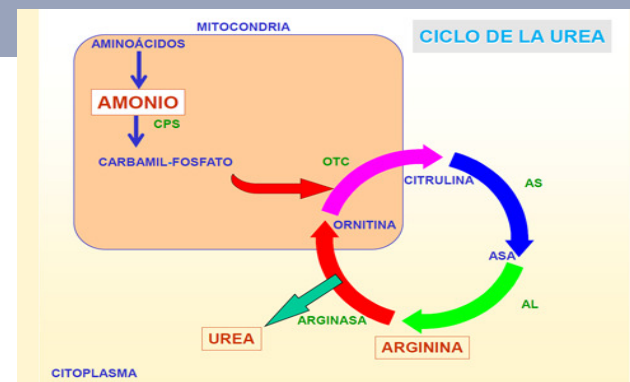 MITOCONDRIA
CICLO DE LA UREA
AMINOÁCIDOS
AMONIO
CPS
CARBAMIL-FOSFATO
OTC
CITRULINA
AS
ORNITINA
ASA
AL
ARGINASA
UREA
ARGININA
CITOPLASMA